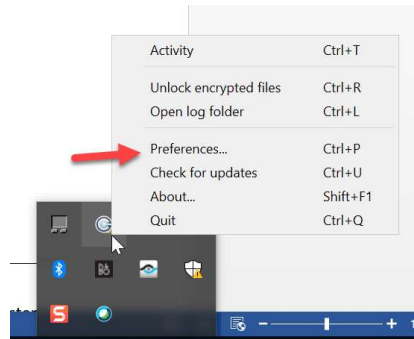 Activity Ctrl+T
Unlock encrypted files Ctrl+R
Open log folder Ctrl+L
Preferences... Ctrl+P
Check for updates Ctrl+U
About... Shift+F1
Quit Ctrl+Q